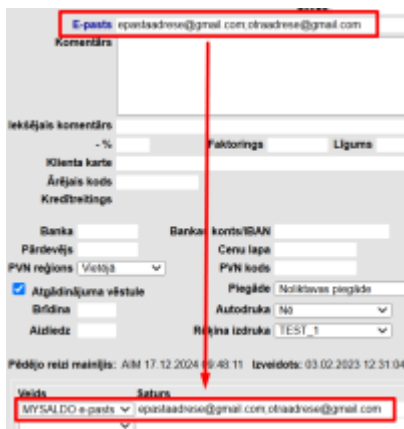 E-pasts epastaadrese@gmail.com;otraadrese@gmail.com
Komentārs
Iekšējais komentārs
- % Faktorings Līgums
Klienta karte
Ārējais kods
Kredītreitings
Banka Bankas konts/IBAN
Pārdevējs Cenu lapa
PVN reģions Vietējā PVN kods
Atgādinājuma vēstule Piegāde Noliktavas piegāde
Brīdina Autodruka Nē
Aizliedz Rēķina izdruka TEST_1
Pēdējo reizi mainījis: AIM 17.12.2024 09:48:11 Izveidots: 03.02.2023 12:31:04
Veids Saturs
MYSALDO e-pasts epastaadrese@gmail.com;otraadrese@gmail.com